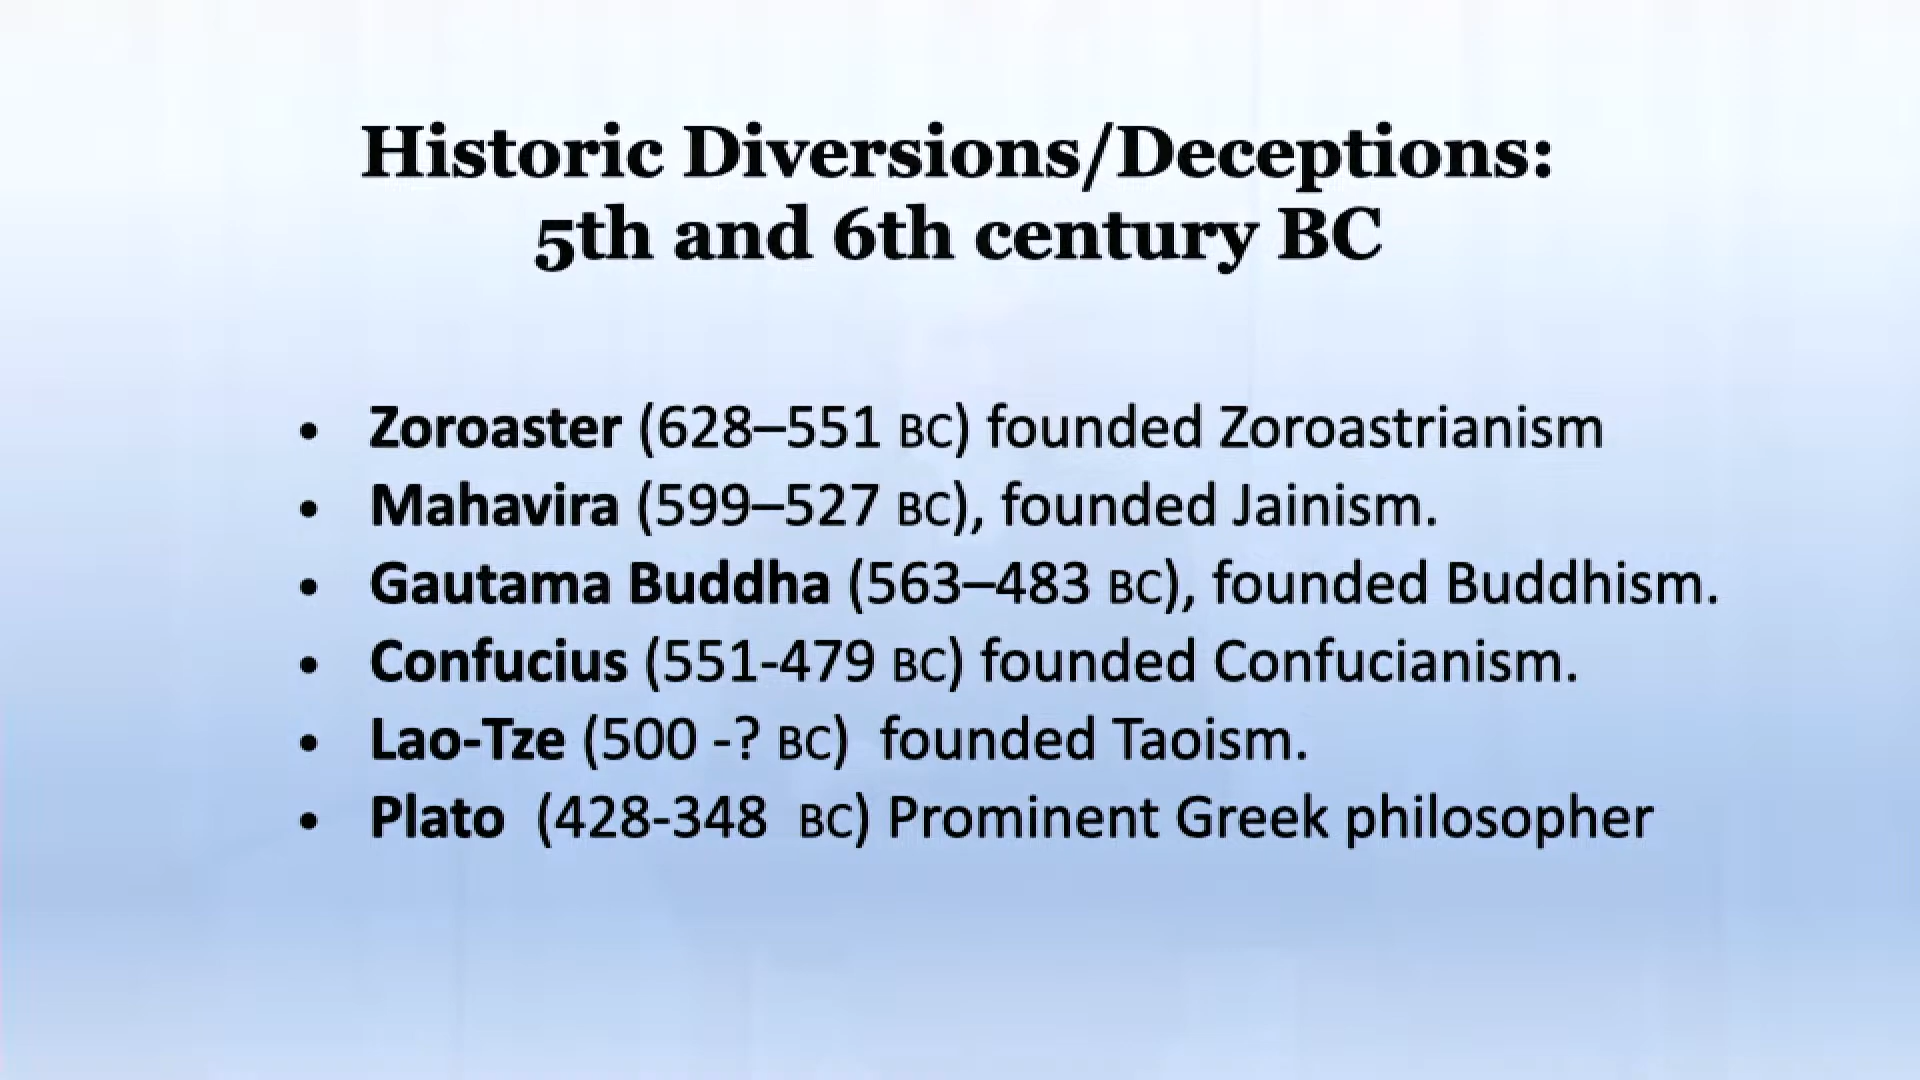 Historic Diversions/Deceptions:
5th and 6th century BC
• Zoroaster (628–551 BC) founded Zoroastrianism
• Mahavira (599–527 BC), founded Jainism.
• Gautama Buddha (563–483 BC), founded Buddhism.
• Confucius (551-479 BC) founded Confucianism.
• Lao-Tze (500 -? BC)  founded Taoism.
• Plato  (428-348  BC) Prominent Greek philosopher